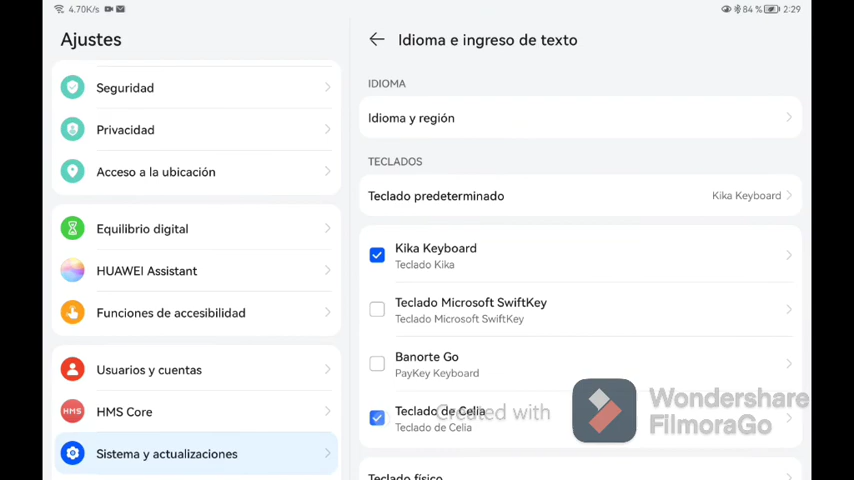 4.70K/s
84 %
2:29
Ajustes
Seguridad
Privacidad
Acceso a la ubicación
Equilibrio digital
HUAWEI Assistant
Funciones de accesibilidad
Usuarios y cuentas
HMS
HMS Core
Sistema y actualizaciones
Idioma e ingreso de texto
IDIOMA
Idioma y región
TECLADOS
Teclado predeterminado
Kika Keyboard
Kika Keyboard
Teclado Kika
Teclado Microsoft SwiftKey
Teclado Microsoft SwiftKey
Banorte Go
PayKey Keyboard
Teclado de Celia
Teclado de Celia
Teclado físico
Created with
Wondershare
FilmoraGo